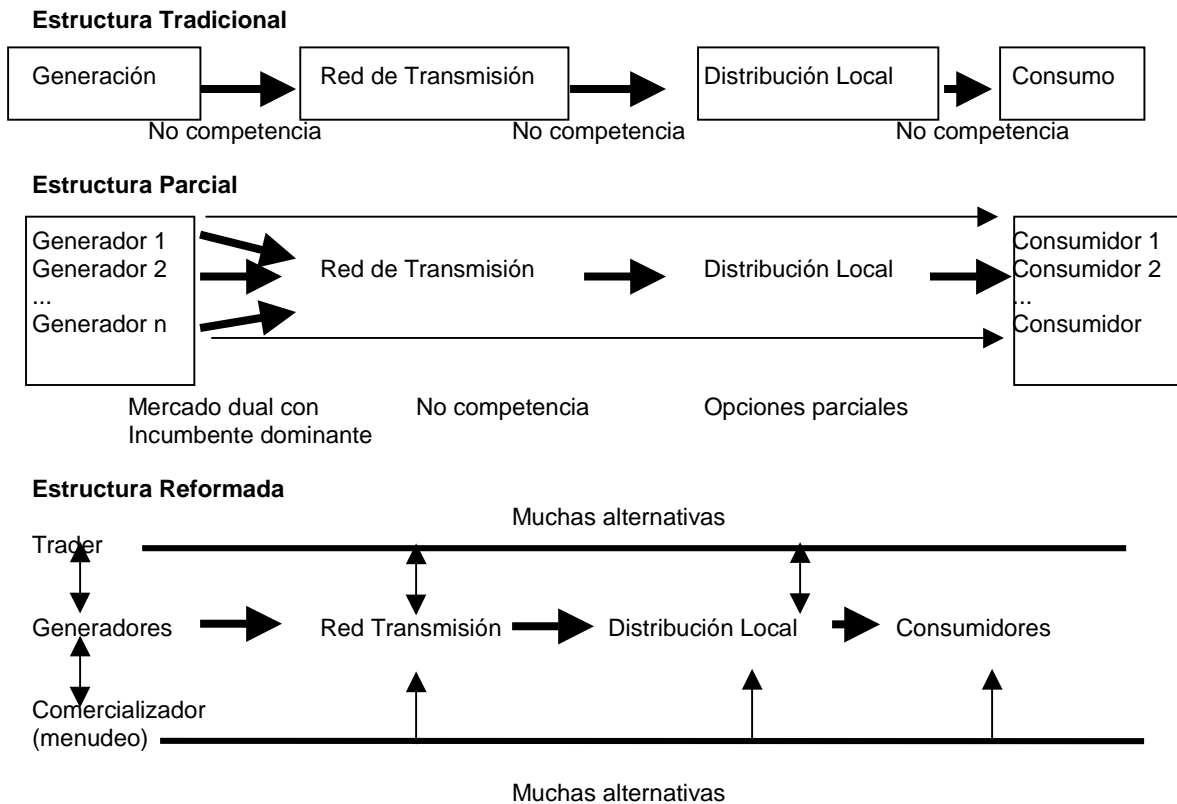 Estructura Tradicional
Generación
Red de Transmisión
Distribución Local
Consumo
No competencia
No competencia
No competencia
Estructura Parcial
Generador 1
Generador 2
...
Generador n
Red de Transmisión
Distribución Local
Consumidor 1
Consumidor 2
...
Consumidor
Mercado dual con
Incumbente dominante
No competencia
Opciones parciales
Estructura Reformada
Muchas alternativas
Trader
Generadores
Red Transmisión
Distribución Local
Consumidores
Comercializador
(menudeo)
Muchas alternativas